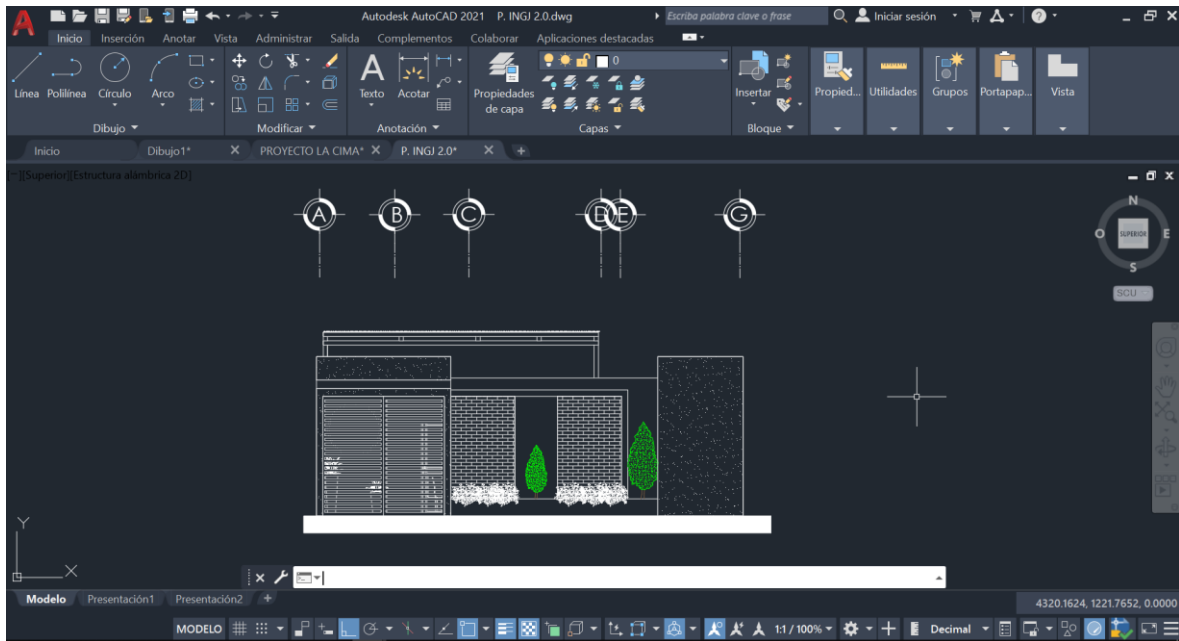 Autodesk AutoCAD 2021 P. INGJ 2.0.dwg Escriba palabra clave o frase Iniciar sesión
Inicio Inserción Anotar Vista Administrar Salida Complementos Colaborar Aplicaciones destacadas
A 0
Línea Polilínea Círculo Arco Texto Acotar Propiedades de capa Insertar Propied... Utilidades Grupos Portapap... Vista
Dibujo Modificar Anotación Capas Bloque
Inicio Dibujo1* PROYECTO LA CIMA* P. INGJ 2.0*
[−][Superior][Estructura alámbrica 2D]
N
A B C D E G
O SUPERIOR E
S
SCU
Y
X
Modelo Presentación1 Presentación2 +
4320.1624, 1221.7652, 0.0000
MODELO 1:1 / 100% Decimal